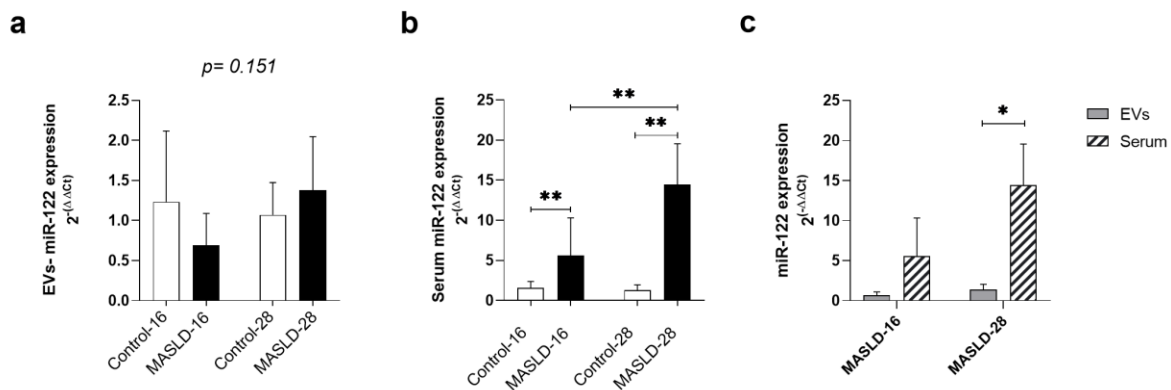 a
p= 0.151
EVs- miR-122 expression
2-(Δ ΔCt)
2.5
2.0
1.5
1.0
0.5
0.0
Control-16
MASLD-16
Control-28
MASLD-28
b
Serum miR-122 expression
2-(Δ ΔCt)
25
20
15
10
5
0
**
**
**
Control-16
MASLD-16
Control-28
MASLD-28
c
miR-122 expression
2(-ΔΔCt)
25
20
15
10
5
0
*
MASLD-16
MASLD-28
EVs
Serum